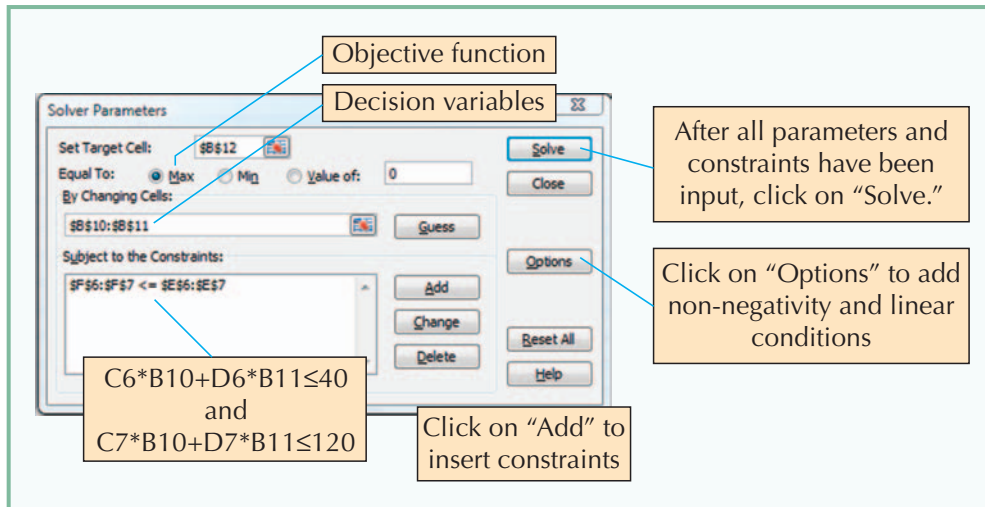 Objective function
Decision variables
Solver Parameters
Set Target Cell: $B$12
Equal To: Max Min Value of: 0
By Changing Cells:
$B$10:$B$11
Guess
Subject to the Constraints:
$F$6:$F$7 <= $E$6:$E$7
Add
Change
Delete
Solve
Close
Options
Reset All
Help
After all parameters and
constraints have been
input, click on “Solve.”
Click on “Options” to add
non-negativity and linear
conditions
C6*B10+D6*B11≤40
and
C7*B10+D7*B11≤120
Click on “Add” to
insert constraints